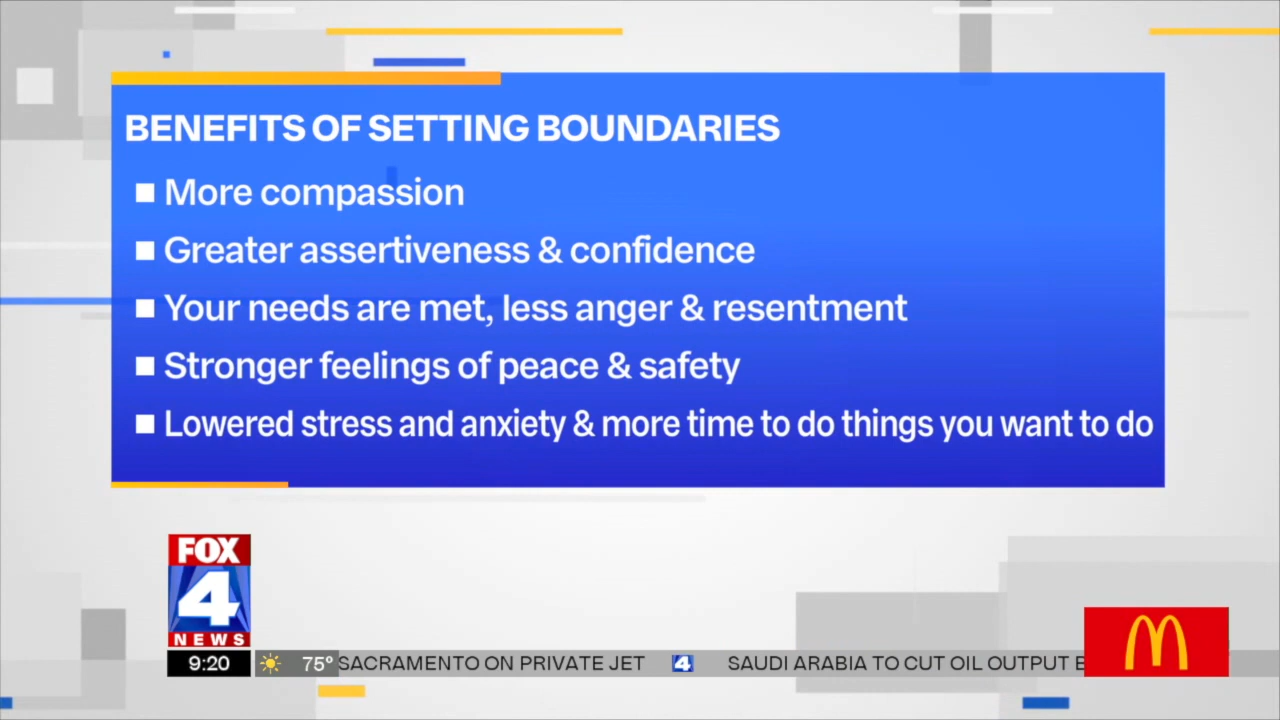 BENEFITS OF SETTING BOUNDARIES
More compassion
Greater assertiveness & confidence
Your needs are met, less anger & resentment
Stronger feelings of peace & safety
Lowered stress and anxiety & more time to do things you want to do
FOX
4
NEWS
9:20 75° SACRAMENTO ON PRIVATE JET 4 SAUDI ARABIA TO CUT OIL OUTPUT